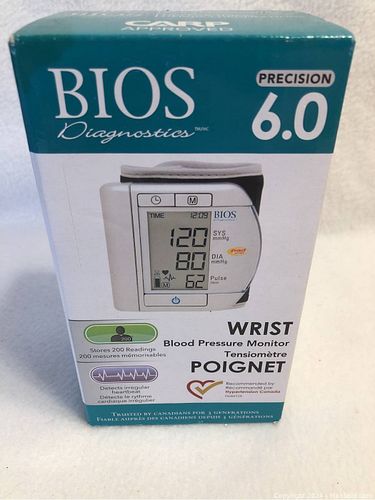 CARP
APPROVED
BIOS
Diagnostics
PRECISION
6.0
M
TIME 12:09 BIOS
120 SYS
mmHg
80 DIA
mmHg
62 Pulse
M
200
Stores 200 Readings
200 mesures mémorisables
Detects irregular
heartbeat
Détecte le rythme
cardiaque irrégulier
WRIST
Blood Pressure Monitor
Tensiomètre
POIGNET
Recommended by
Recommandé par
Hypertension Canada
TRUSTED BY CANADIANS FOR 3 GENERATIONS
FIABLE AUPRÈS DES CANADIENS DEPUIS 3 GÉNÉRATIONS